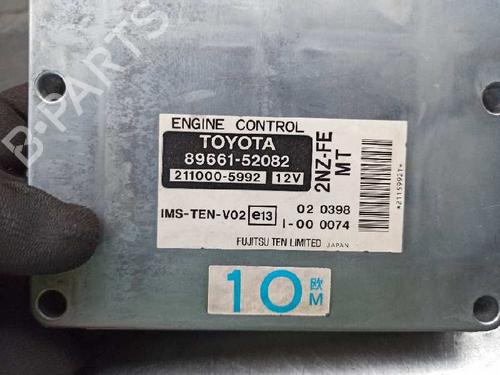 ENGINE CONTROL
TOYOTA
89661-52082
211000-5992 12V
2NZ-FE
MT
IMS-TEN-V02 e13 02 0398
I-00 0074
FUJITSU TEN LIMITED JAPAN
*2115992T*
10 欧
M
B-PARTS